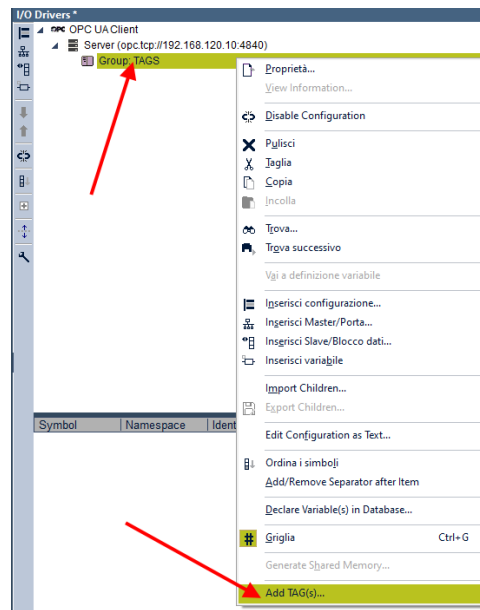 I/O Drivers *
OPC UA Client
Server (opc.tcp://192.168.120.10:4840)
Group: TAGS
Proprietà...
View Information...
Disable Configuration
Pulisci
Taglia
Copia
Incolla
Trova...
Trova successivo
Vai a definizione variabile
Inserisci configurazione...
Inserisci Master/Porta...
Inserisci Slave/Blocco dati...
Inserisci variabile
Import Children...
Export Children...
Symbol Namespace Ident
Edit Configuration as Text...
Ordina i simboli
Add/Remove Separator after Item
Declare Variable(s) in Database...
Griglia Ctrl+G
Generate Shared Memory...
Add TAG(s)...